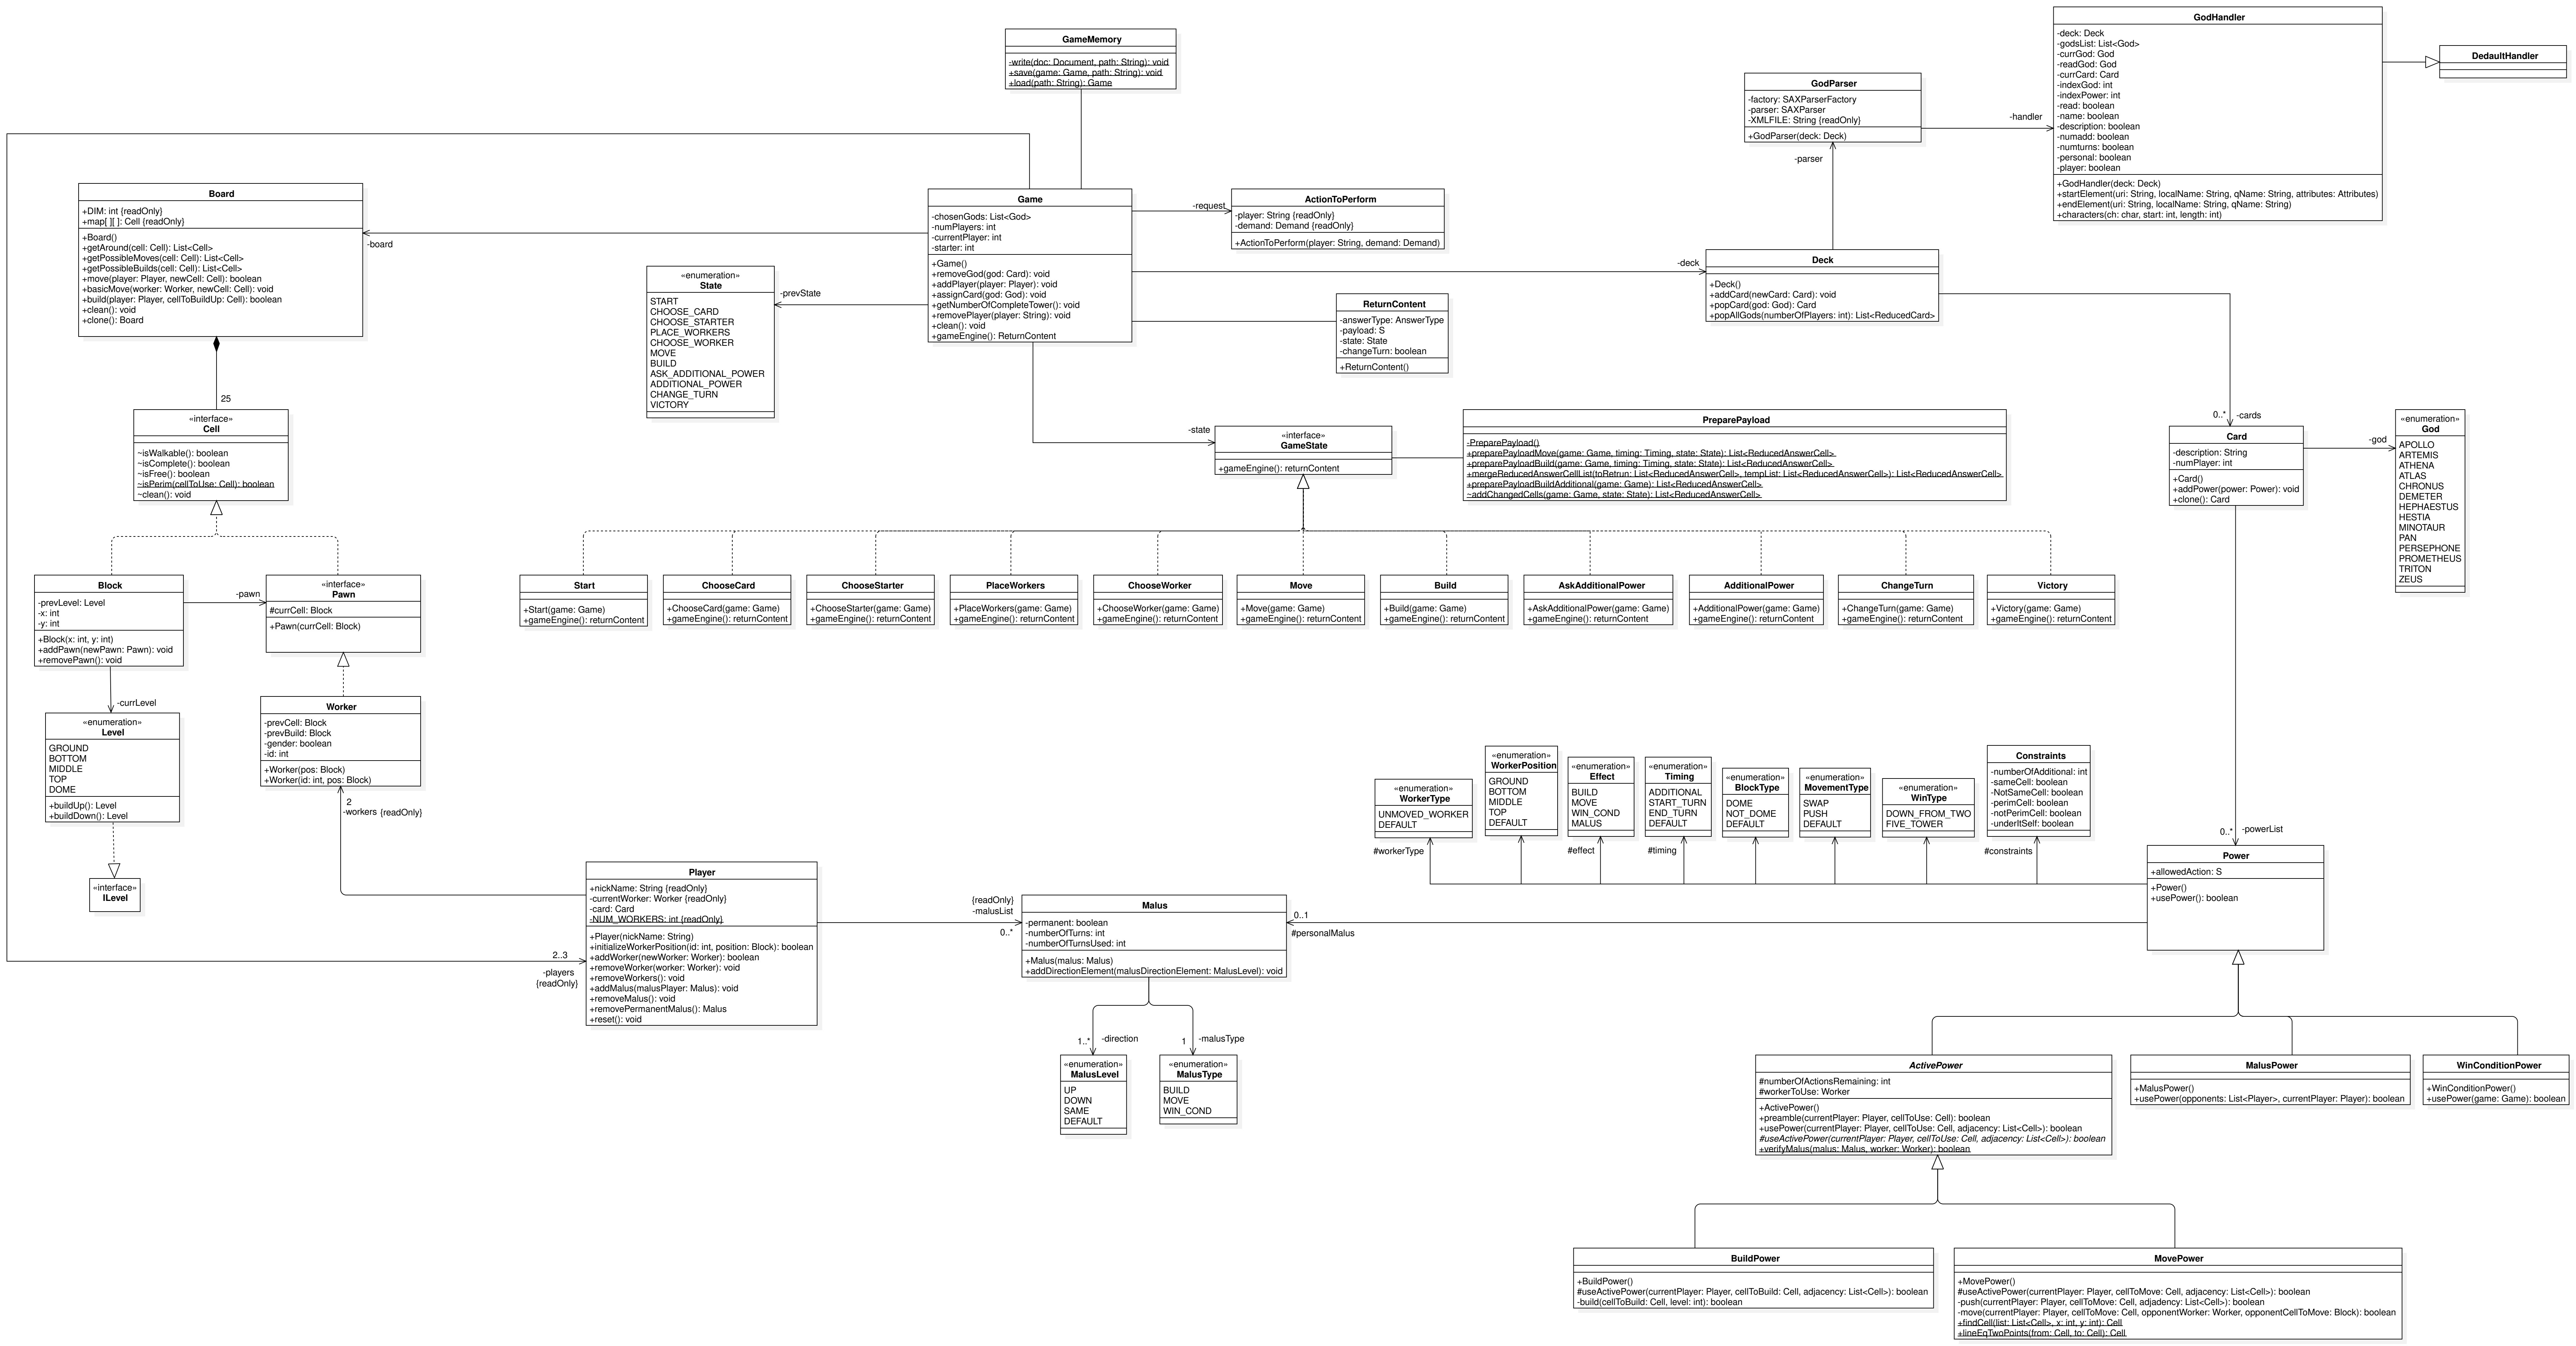 GameMemory
-write(doc: Document, path: String): void
+save(game: Game, path: String): void
+load(path: String): Game
GodHandler
-deck: Deck
-godsList: List<God>
-currGod: God
-readGod: God
-currCard: Card
-indexGod: int
-indexPower: int
-read: boolean
-name: boolean
-description: boolean
-numadd: boolean
-numturns: boolean
-personal: boolean
-player: boolean
+GodHandler(deck: Deck)
+startElement(uri: String, localName: String, qName: String, attributes: Attributes)
+endElement(uri: String, localName: String, qName: String)
+characters(ch: char, start: int, length: int)
DedaultHandler
GodParser
-factory: SAXParserFactory
-parser: SAXParser
-XMLFILE: String {readOnly}
+GodParser(deck: Deck)
-handler
-parser
Board
+DIM: int {readOnly}
+map[ ][ ]: Cell {readOnly}
+Board()
+getAround(cell: Cell): List<Cell>
+getPossibleMoves(cell: Cell): List<Cell>
+getPossibleBuilds(cell: Cell): List<Cell>
+move(player: Player, newCell: Cell): boolean
+basicMove(worker: Worker, newCell: Cell): void
+build(player: Player, cellToBuildUp: Cell): boolean
+clean(): void
+clone(): Board
-board
Game
-chosenGods: List<God>
-numPlayers: int
-currentPlayer: int
-starter: int
+Game()
+removeGod(god: Card): void
+addPlayer(player: Player): void
+assignCard(god: God): void
+getNumberOfCompleteTower(): void
+removePlayer(player: String): void
+clean(): void
+gameEngine(): ReturnContent
-request
ActionToPerform
-player: String {readOnly}
-demand: Demand {readOnly}
+ActionToPerform(player: String, demand: Demand)
-deck
Deck
+Deck()
+addCard(newCard: Card): void
+popCard(god: God): Card
+popAllGods(numberOfPlayers: int): List<ReducedCard>
«enumeration»
State
START
CHOOSE_CARD
CHOOSE_STARTER
PLACE_WORKERS
CHOOSE_WORKER
MOVE
BUILD
ASK_ADDITIONAL_POWER
ADDITIONAL_POWER
CHANGE_TURN
VICTORY
-prevState
ReturnContent
-answerType: AnswerType
-payload: S
-state: State
-changeTurn: boolean
+ReturnContent()
25
«interface»
Cell
~isWalkable(): boolean
~isComplete(): boolean
~isFree(): boolean
~isPerim(cellToUse: Cell): boolean
~clean(): void
-state
«interface»
GameState
+gameEngine(): returnContent
PreparePayload
-PreparePayload()
+preparePayloadMove(game: Game, timing: Timing, state: State): List<ReducedAnswerCell>
+preparePayloadBuild(game: Game, timing: Timing, state: State): List<ReducedAnswerCell>
+mergeReducedAnswerCellList(toRetrun: List<ReducedAnswerCell>, tempList: List<ReducedAnswerCell>): List<ReducedAnswerCell>
+preparePayloadBuildAdditional(game: Game): List<ReducedAnswerCell>
~addChangedCells(game: Game, state: State): List<ReducedAnswerCell>
0..*
-cards
Card
-description: String
-numPlayer: int
+Card()
+addPower(power: Power): void
+clone(): Card
-god
«enumeration»
God
APOLLO
ARTEMIS
ATHENA
ATLAS
CHRONUS
DEMETER
HEPHAESTUS
HESTIA
MINOTAUR
PAN
PERSEPHONE
PROMETHEUS
TRITON
ZEUS
Block
-prevLevel: Level
-x: int
-y: int
+Block(x: int, y: int)
+addPawn(newPawn: Pawn): void
+removePawn(): void
-pawn
«interface»
Pawn
#currCell: Block
+Pawn(currCell: Block)
Start
+Start(game: Game)
+gameEngine(): returnContent
ChooseCard
+ChooseCard(game: Game)
+gameEngine(): returnContent
ChooseStarter
+ChooseStarter(game: Game)
+gameEngine(): returnContent
PlaceWorkers
+PlaceWorkers(game: Game)
+gameEngine(): returnContent
ChooseWorker
+ChooseWorker(game: Game)
+gameEngine(): returnContent
Move
+Move(game: Game)
+gameEngine(): returnContent
Build
+Build(game: Game)
+gameEngine(): returnContent
AskAdditionalPower
+AskAdditionalPower(game: Game)
+gameEngine(): returnContent
AdditionalPower
+AdditionalPower(game: Game)
+gameEngine(): returnContent
ChangeTurn
+ChangeTurn(game: Game)
+gameEngine(): returnContent
Victory
+Victory(game: Game)
+gameEngine(): returnContent
-currLevel
«enumeration»
Level
GROUND
BOTTOM
MIDDLE
TOP
DOME
+buildUp(): Level
+buildDown(): Level
«interface»
ILevel
Worker
-prevCell: Block
-prevBuild: Block
-gender: boolean
-id: int
+Worker(pos: Block)
+Worker(id: int, pos: Block)
2
-workers {readOnly}
«enumeration»
WorkerType
UNMOVED_WORKER
DEFAULT
#workerType
«enumeration»
WorkerPosition
GROUND
BOTTOM
MIDDLE
TOP
DEFAULT
«enumeration»
Effect
BUILD
MOVE
WIN_COND
MALUS
#effect
«enumeration»
Timing
ADDITIONAL
START_TURN
END_TURN
DEFAULT
#timing
«enumeration»
BlockType
DOME
NOT_DOME
DEFAULT
«enumeration»
MovementType
SWAP
PUSH
DEFAULT
«enumeration»
WinType
DOWN_FROM_TWO
FIVE_TOWER
Constraints
-numberOfAdditional: int
-sameCell: boolean
-NotSameCell: boolean
-perimCell: boolean
-notPerimCell: boolean
-underItSelf: boolean
#constraints
0..*
-powerList
Power
+allowedAction: S
+Power()
+usePower(): boolean
Player
+nickName: String {readOnly}
-currentWorker: Worker {readOnly}
-card: Card
-NUM_WORKERS: int {readOnly}
+Player(nickName: String)
+initializeWorkerPosition(id: int, position: Block): boolean
+addWorker(newWorker: Worker): boolean
+removeWorker(worker: Worker): void
+removeWorkers(): void
+addMalus(malusPlayer: Malus): void
+removeMalus(): void
+removePermanentMalus(): Malus
+reset(): void
2..3
-players
{readOnly}
{readOnly}
-malusList
0..*
Malus
-permanent: boolean
-numberOfTurns: int
-numberOfTurnsUsed: int
+Malus(malus: Malus)
+addDirectionElement(malusDirectionElement: MalusLevel): void
0..1
#personalMalus
1..*
-direction
1
-malusType
«enumeration»
MalusLevel
UP
DOWN
SAME
DEFAULT
«enumeration»
MalusType
BUILD
MOVE
WIN_COND
ActivePower
#numberOfActionsRemaining: int
#workerToUse: Worker
+ActivePower()
+preamble(currentPlayer: Player, cellToUse: Cell): boolean
+usePower(currentPlayer: Player, cellToUse: Cell, adjacency: List<Cell>): boolean
#useActivePower(currentPlayer: Player, cellToUse: Cell, adjacency: List<Cell>): boolean
+verifyMalus(malus: Malus, worker: Worker): boolean
MalusPower
+MalusPower()
+usePower(opponents: List<Player>, currentPlayer: Player): boolean
WinConditionPower
+WinConditionPower()
+usePower(game: Game): boolean
BuildPower
+BuildPower()
#useActivePower(currentPlayer: Player, cellToBuild: Cell, adjacency: List<Cell>): boolean
-build(cellToBuild: Cell, level: int): boolean
MovePower
+MovePower()
#useActivePower(currentPlayer: Player, cellToMove: Cell, adjiacency: List<Cell>): boolean
-push(currentPlayer: Player, cellToMove: Cell, adjadency: List<Cell>): boolean
-move(currentPlayer: Player, cellToMove: Cell, opponentWorker: Worker, opponentCellToMove: Block): boolean
+findCell(list: List<Cell>, x: int, y: int): Cell
+lineEqTwoPoints(from: Cell, to: Cell): Cell